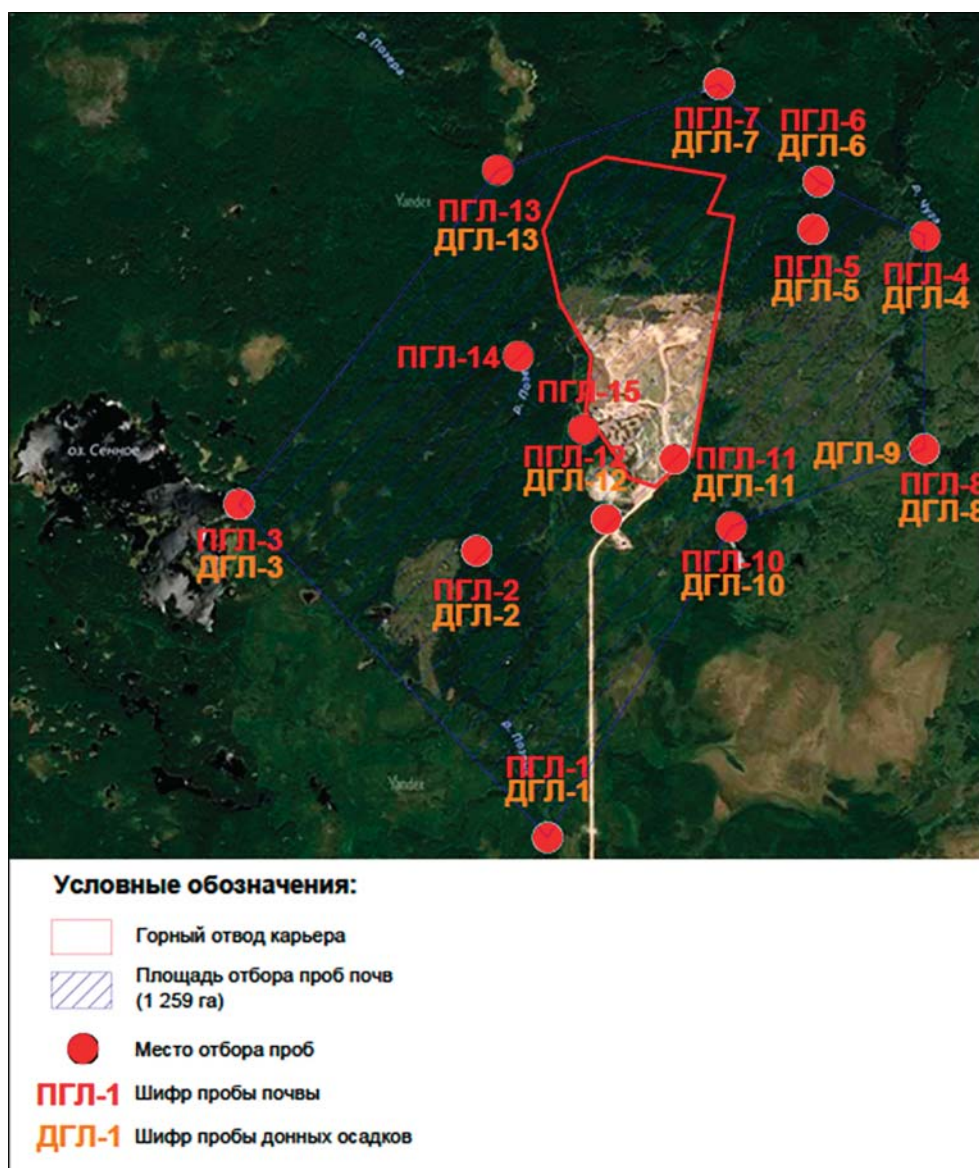 р. Позера
ПГЛ-7
ДГЛ-7
ПГЛ-6
ДГЛ-6
р. Чуга
Yandex
ПГЛ-13
ДГЛ-13
ПГЛ-5
ДГЛ-5
ПГЛ-4
ДГЛ-4
ПГЛ-14
р. Позе
ПГЛ-15
оз. Сенное
ПГЛ-12
ДГЛ-12
ПГЛ-11
ДГЛ-11
ДГЛ-9
ПГЛ-8
ДГЛ-8
ПГЛ-3
ДГЛ-3
ПГЛ-2
ДГЛ-2
ПГЛ-10
ДГЛ-10
р. Позе
ПГЛ-1
ДГЛ-1
Yandex
Условные обозначения:
Горный отвод карьера
Площадь отбора проб почв
(1 259 га)
Место отбора проб
ПГЛ-1 Шифр пробы почвы
ДГЛ-1 Шифр пробы донных осадков